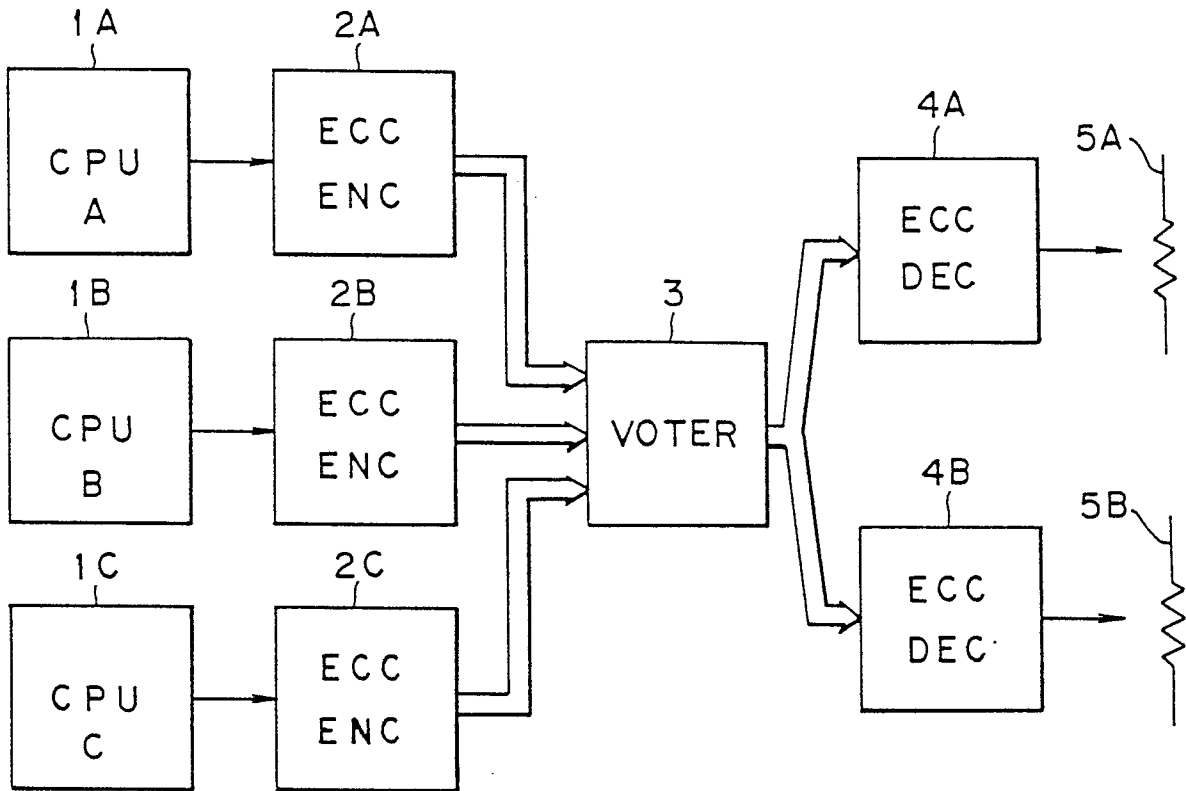 1A
CPU
A
2A
ECC
ENC
1B
CPU
B
2B
ECC
ENC
1C
CPU
C
2C
ECC
ENC
3
VOTER
4A
ECC
DEC
5A
4B
ECC
DEC
5B